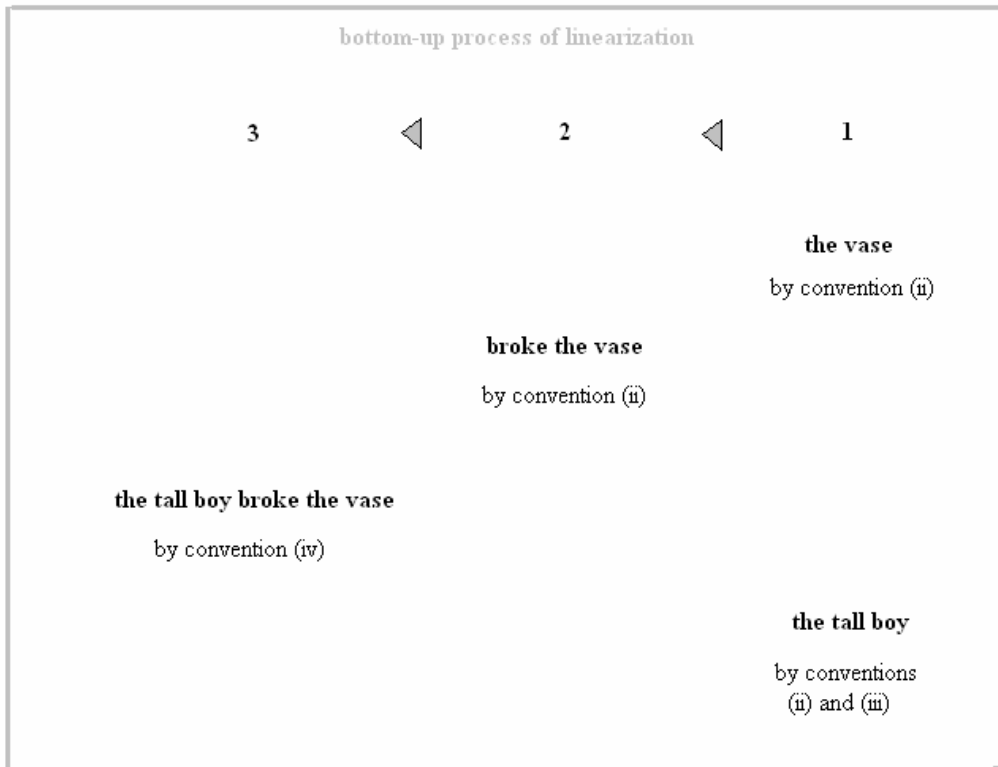 bottom-up process of linearization
3 2 1
the vase
by convention (ii)
broke the vase
by convention (ii)
the tall boy broke the vase
by convention (iv)
the tall boy
by conventions
(ii) and (iii)